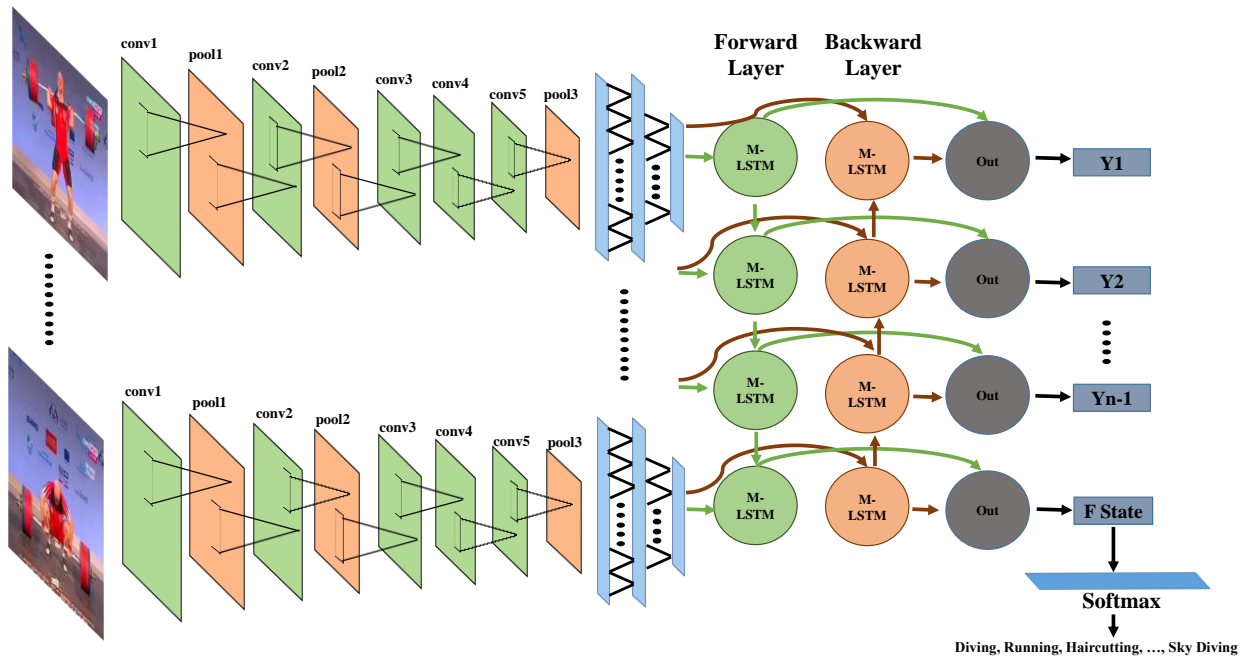 Forward Layer
Backward Layer
conv1
pool1
conv2
pool2
conv3
conv4
conv5
pool3
M-LSTM
M-LSTM
Out
Y1
M-LSTM
M-LSTM
Out
Y2
M-LSTM
M-LSTM
Out
Yn-1
conv1
pool1
conv2
pool2
conv3
conv4
conv5
pool3
M-LSTM
M-LSTM
Out
F State
Softmax
Diving, Running, Haircutting, …, Sky Diving